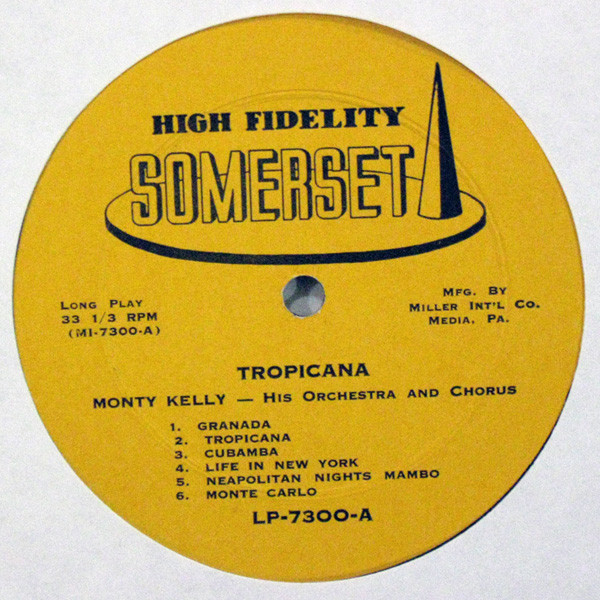 HIGH FIDELITY
SOMERSET
LONG PLAY
33 1/3 RPM
(MI-7300-A)
MFG. BY
MILLER INT'L CO.
MEDIA, PA.
TROPICANA
MONTY KELLY — HIS ORCHESTRA AND CHORUS
1. GRANADA
2. TROPICANA
3. CUBAMBA
4. LIFE IN NEW YORK
5. NEAPOLITAN NIGHTS MAMBO
6. MONTE CARLO
LP-7300-A